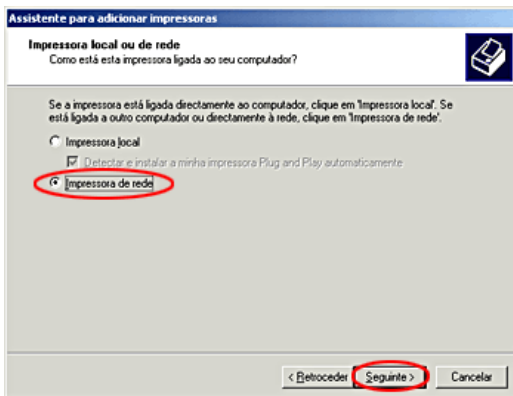 Assistente para adicionar impressoras
Impressora local ou de rede
Como está esta impressora ligada ao seu computador?
Se a impressora está ligada directamente ao computador, clique em 'Impressora local'. Se
está ligada a outro computador ou directamente à rede, clique em 'Impressora de rede'.
Impressora local
Detectar e instalar a minha impressora Plug and Play automaticamente
Impressora de rede
< Retroceder Seguinte > Cancelar